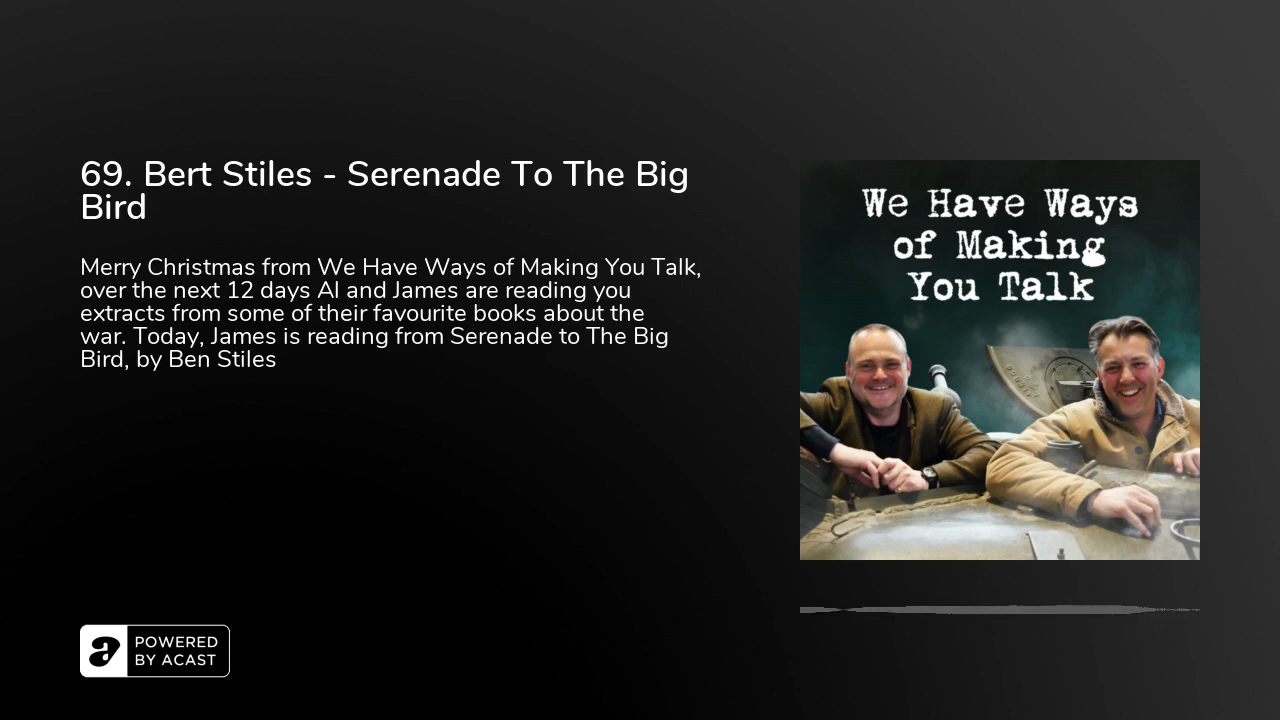 69. Bert Stiles - Serenade To The Big
Bird
Merry Christmas from We Have Ways of Making You Talk,
over the next 12 days Al and James are reading you
extracts from some of their favourite books about the
war. Today, James is reading from Serenade to The Big
Bird, by Ben Stiles
We Have Ways
of Making
You Talk
a POWERED
BY ACAST